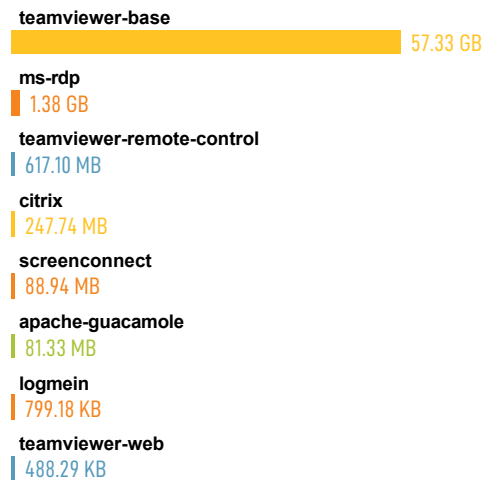 teamviewer-base
57.33 GB
ms-rdp
1.38 GB
teamviewer-remote-control
617.10 MB
citrix
247.74 MB
screenconnect
88.94 MB
apache-guacamole
81.33 MB
logmein
799.18 KB
teamviewer-web
488.29 KB